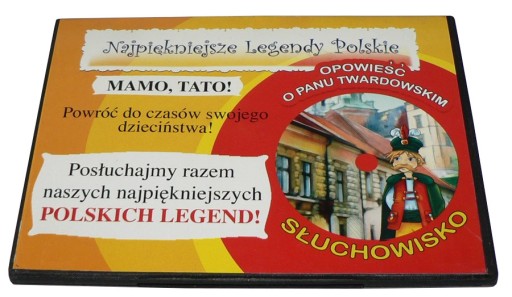 Najpiękniejsze Legendy Polskie
MAMO, TATO!
Powróć do czasów swojego
dzieciństwa!
Posłuchajmy razem
naszych najpiękniejszych
POLSKICH LEGEND!
OPOWIEŚĆ
O PANU TWARDOWSKIM
SŁUCHOWISKO